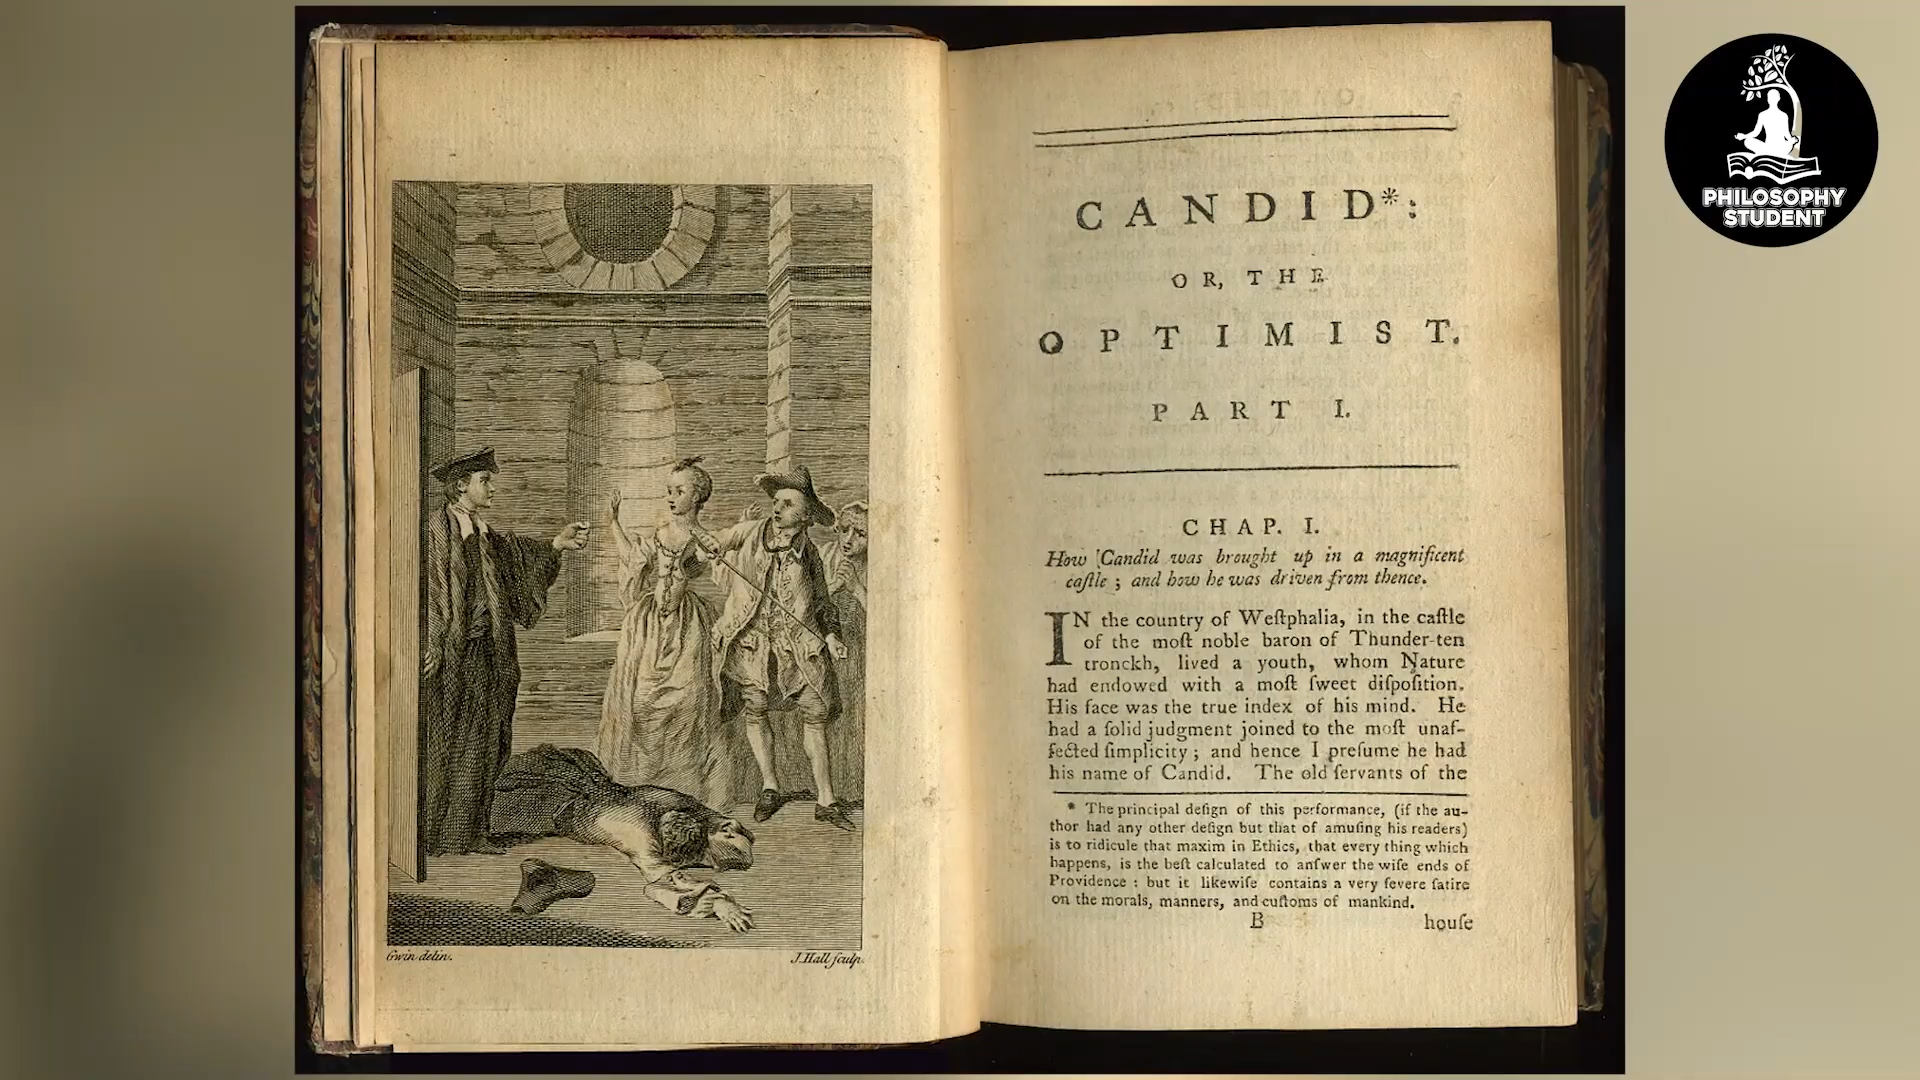 Gwin delin.
J. Hall ſculp.
CANDID*:
OR, THE
OPTIMIST.
PART I.
CHAP. I.
How Candid was brought up in a magnificent
caſtle ; and how he was driven from thence.
IN the country of Weſtphalia, in the caſtle
of the moſt noble baron of Thunder-ten
tronckh, lived a youth, whom Nature
had endowed with a moſt ſweet diſpoſition.
His face was the true index of his mind. He
had a ſolid judgment joined to the moſt unaf-
fected ſimplicity ; and hence I preſume he had
his name of Candid. The old ſervants of the
* The principal deſign of this performance, (if the au-
thor had any other deſign but that of amuſing his readers)
is to ridicule that maxim in Ethics, that every thing which
happens, is the beſt calculated to anſwer the wiſe ends of
Providence : but it likewiſe contains a very ſevere ſatire
on the morals, manners, and cuſtoms of mankind.
B
houſe
PHILOSOPHY
STUDENT